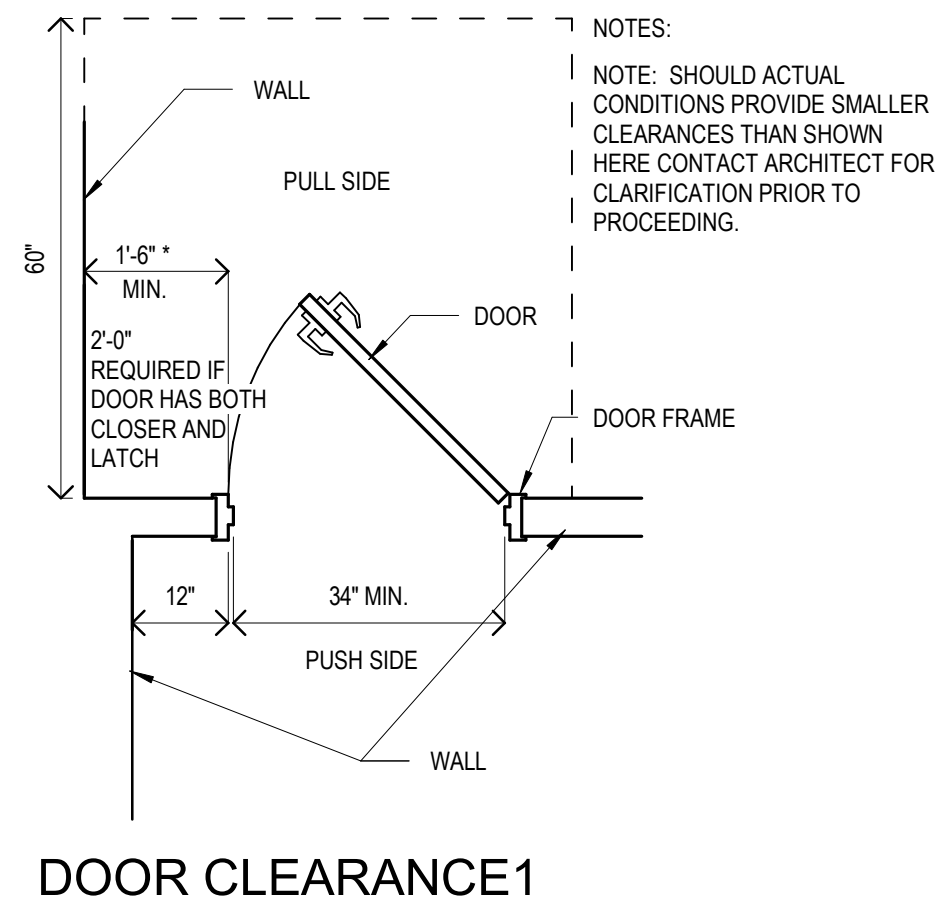 NOTES:
NOTE: SHOULD ACTUAL
CONDITIONS PROVIDE SMALLER
CLEARANCES THAN SHOWN
HERE CONTACT ARCHITECT FOR
CLARIFICATION PRIOR TO
PROCEEDING.
WALL
PULL SIDE
60"
1'-6" *
MIN.
2'-0"
REQUIRED IF
DOOR HAS BOTH
CLOSER AND
LATCH
DOOR
DOOR FRAME
12"
34" MIN.
PUSH SIDE
WALL
DOOR CLEARANCE1